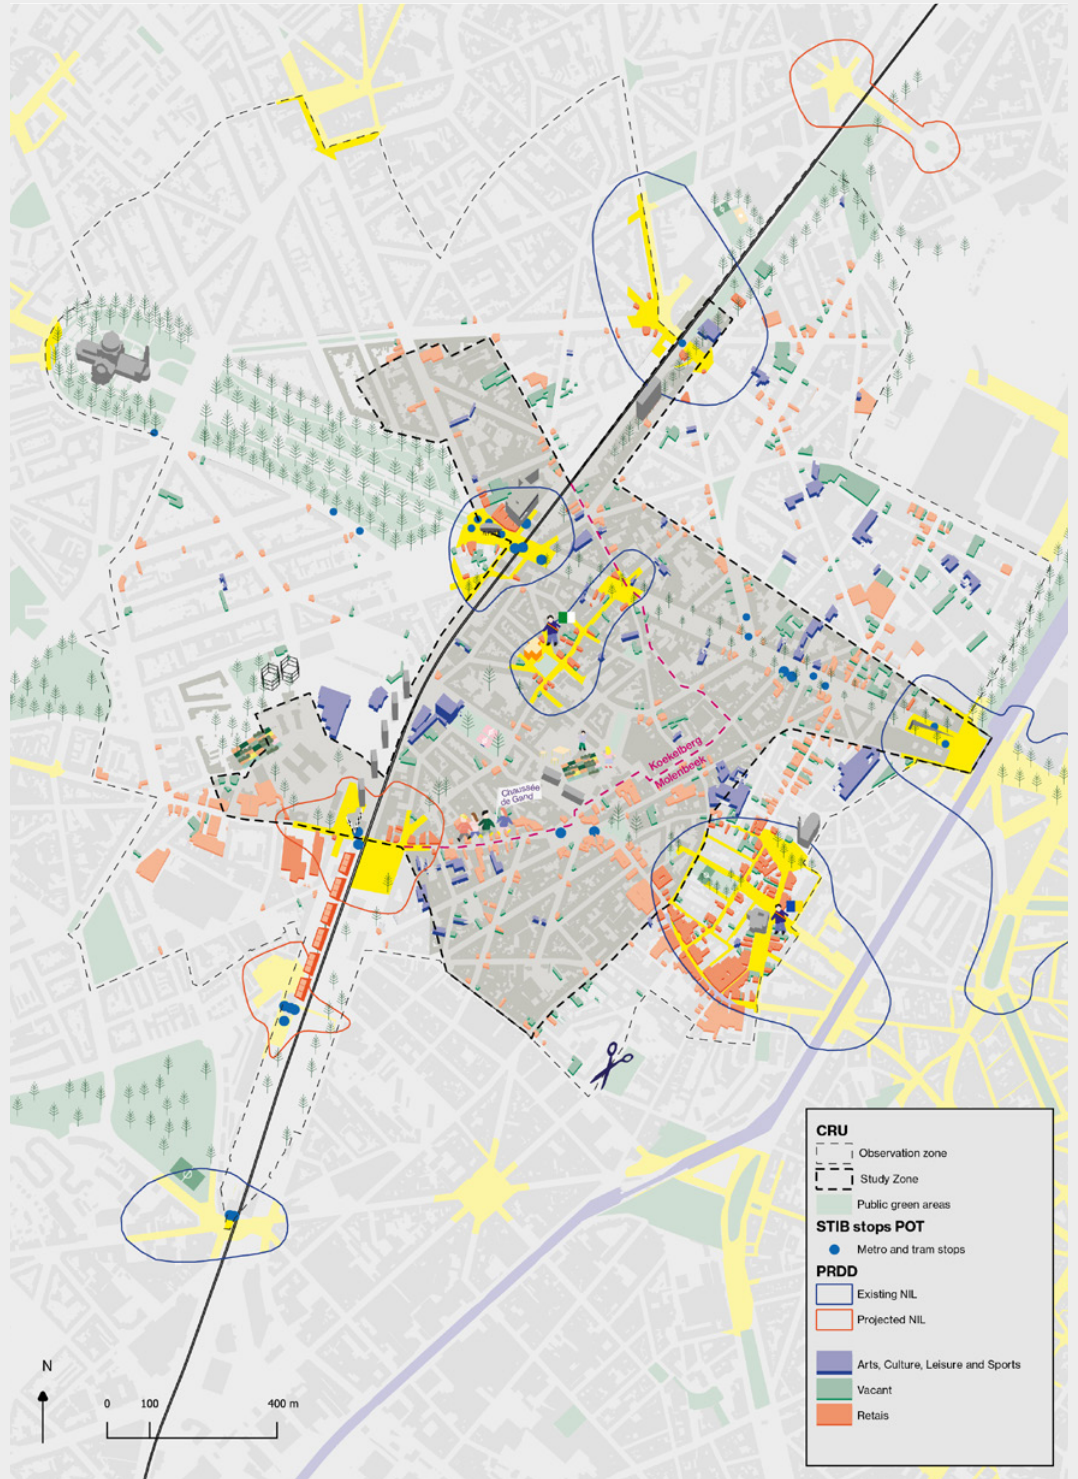 Koekelberg
Molenbeek
Chaussée
de Gand
CRU
Observation zone
Study Zone
Public green areas
STIB stops POT
Metro and tram stops
PRDD
Existing NIL
Projected NIL
Arts, Culture, Leisure and Sports
Vacant
Retais
N
0 100 400 m